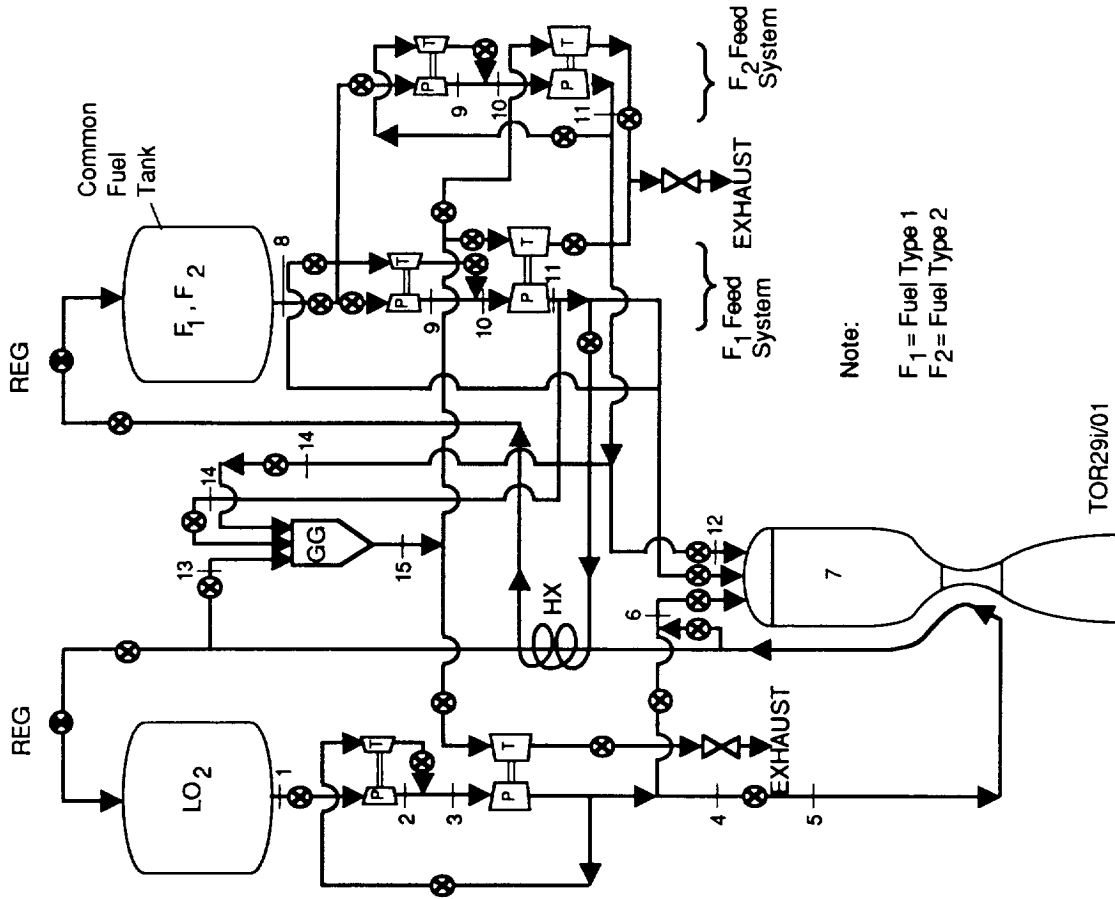 REG
REG
Common
Fuel
Tank
LO₂
F₁, F₂
1
8
P
T
P
T
P
T
2
3
P
T
9
10
P
T
11
9
10
P
T
11
13
14
14
GG
15
HX
F₁ Feed
System
F₂ Feed
System
EXHAUST
EXHAUST
4
5
6
12
7
Note:
F₁ = Fuel Type 1
F₂ = Fuel Type 2
TOR29i/01